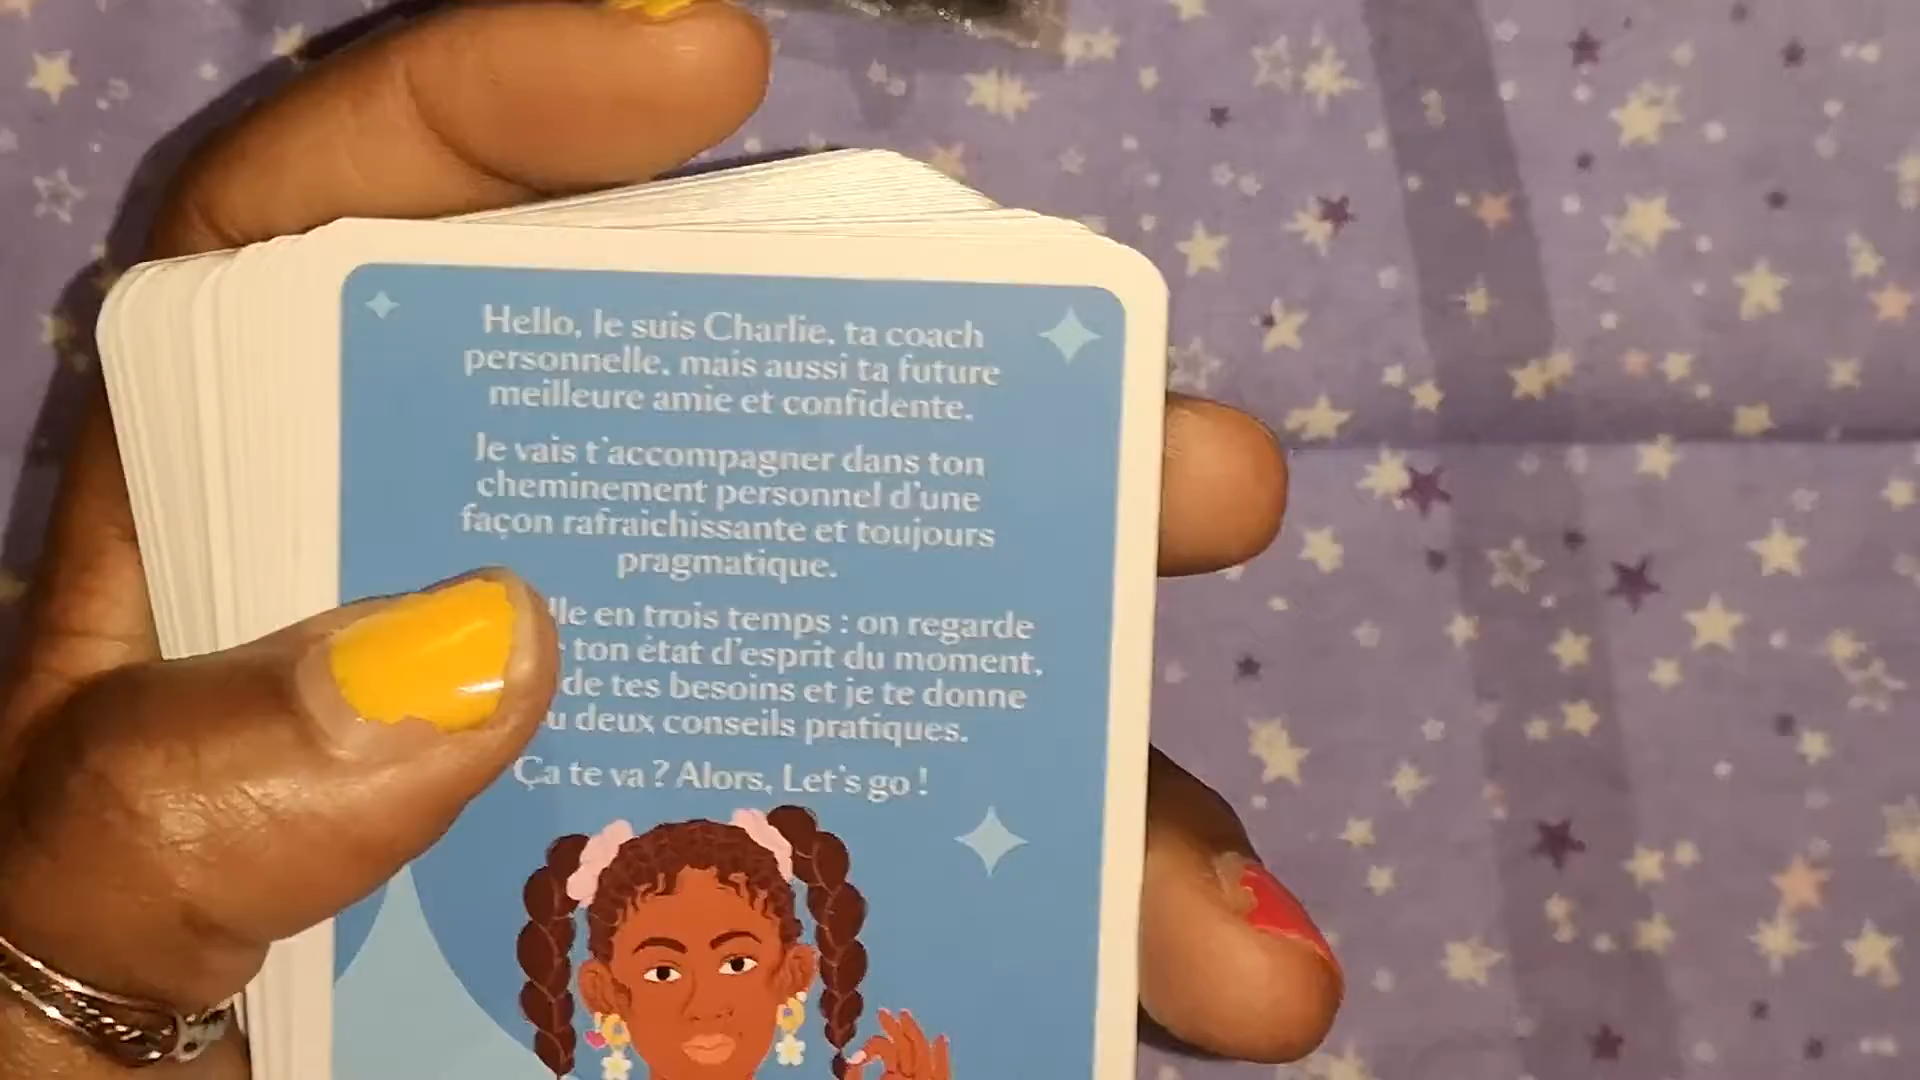 Hello, Je suis Charlie, ta coach
personnelle, mais aussi ta future
meilleure amie et confidente.
Je vais t'accompagner dans ton
cheminement personnel d'une
façon rafraichissante et toujours
pragmatique.
en trois temps : on regarde
ton état d'esprit du moment,
de tes besoins et je te donne
deux conseils pratiques.
Ça te va ? Alors, Let's go !